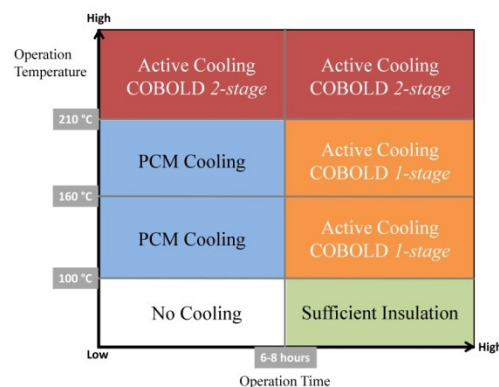 High
Operation
Temperature
Active Cooling
COBOLD 2-stage
Active Cooling
COBOLD 2-stage
210 °C
PCM Cooling
Active Cooling
COBOLD 1-stage
160 °C
PCM Cooling
Active Cooling
COBOLD 1-stage
100 °C
No Cooling
Sufficient Insulation
Low
6-8 hours
High
Operation Time